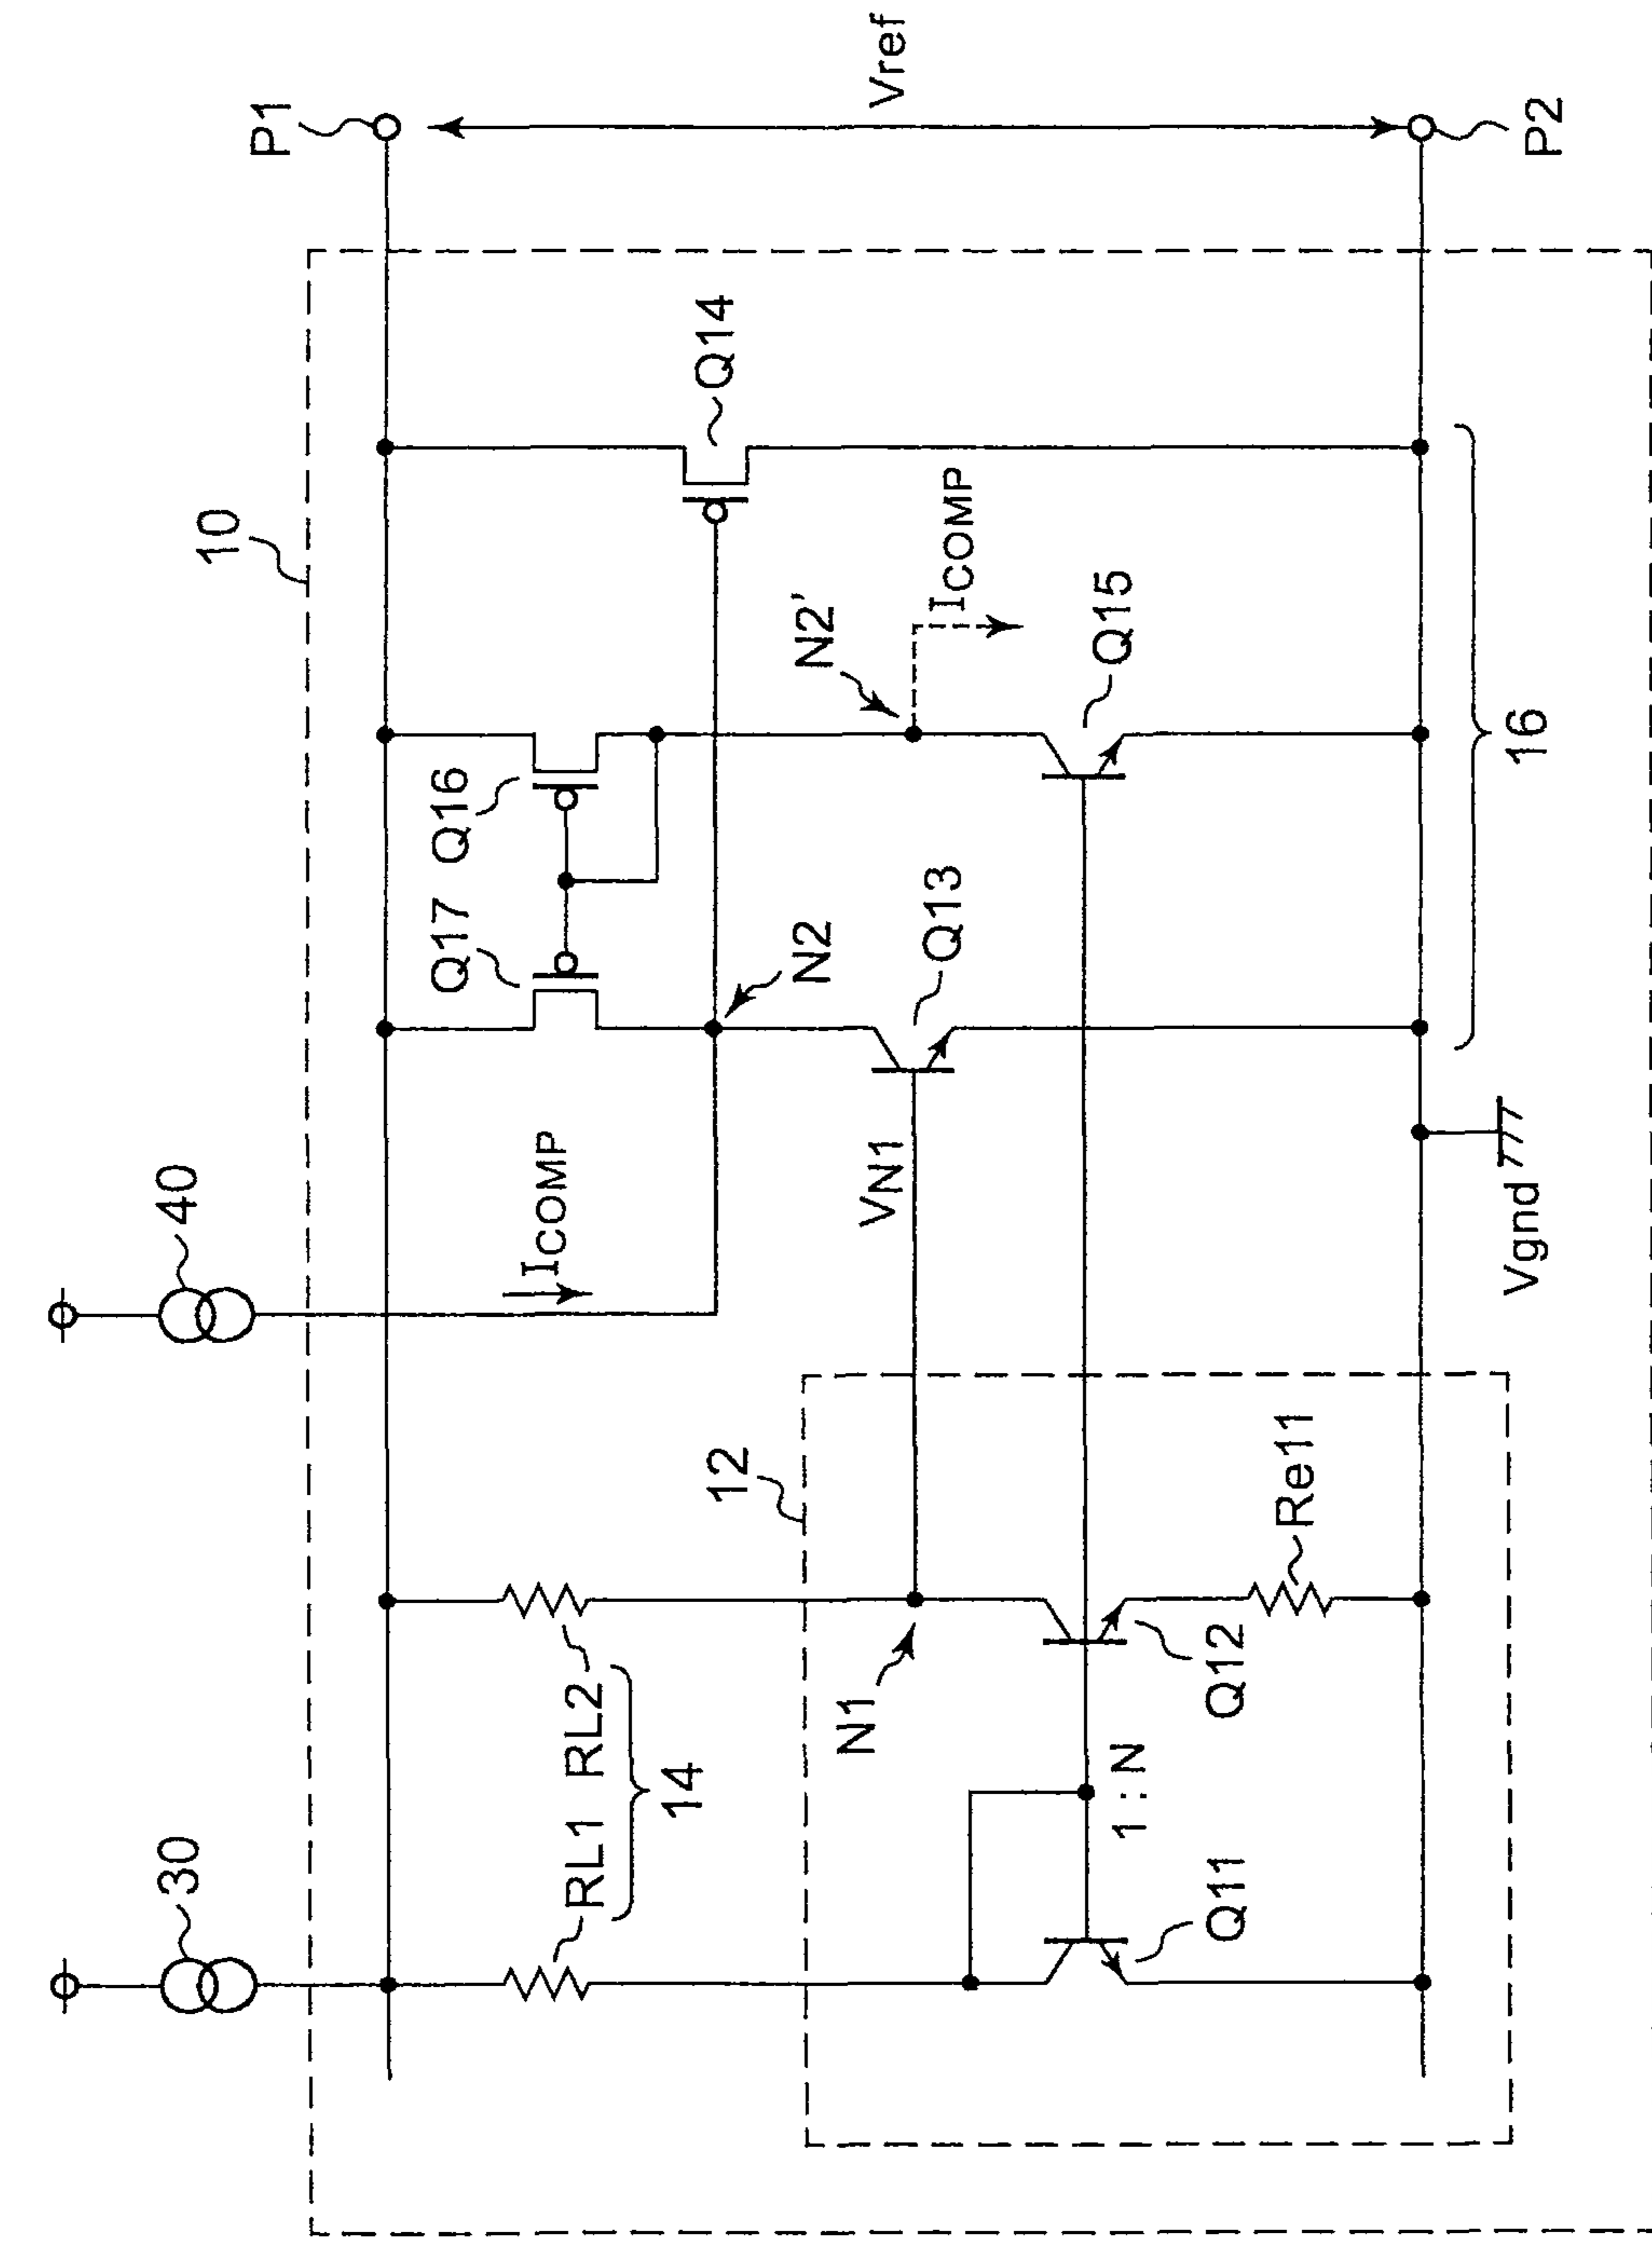 30
40
10
P1
Vref
P2
RL1
RL2
14
ICOMP
Q17
Q16
Q14
N2
N2'
ICOMP
12
N1
VN1
Q13
Q15
1:N
Q11
Q12
Re11
Vgnd
16